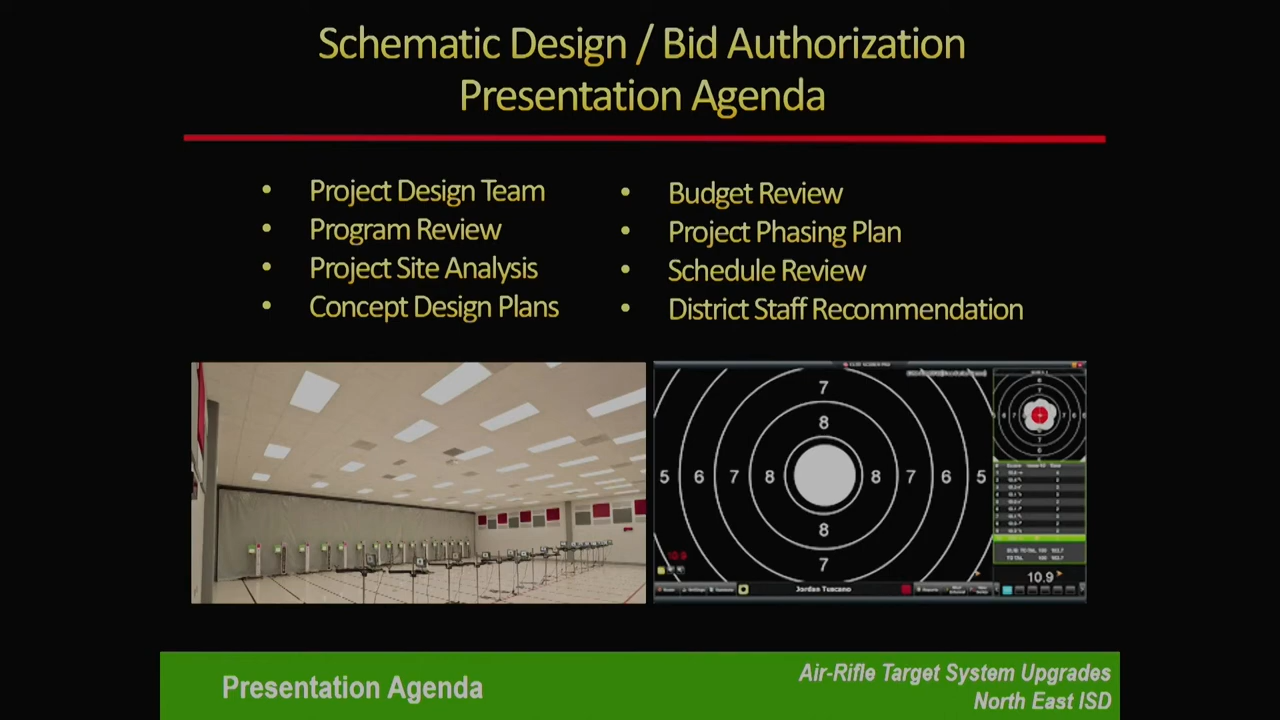 Schematic Design / Bid Authorization
Presentation Agenda
• Project Design Team
• Program Review
• Project Site Analysis
• Concept Design Plans
• Budget Review
• Project Phasing Plan
• Schedule Review
• District Staff Recommendation
7
8
5 6 7 8 8 7 6 5
8
7
10.9
Jordan Tuscano
Presentation Agenda
Air-Rifle Target System Upgrades
North East ISD